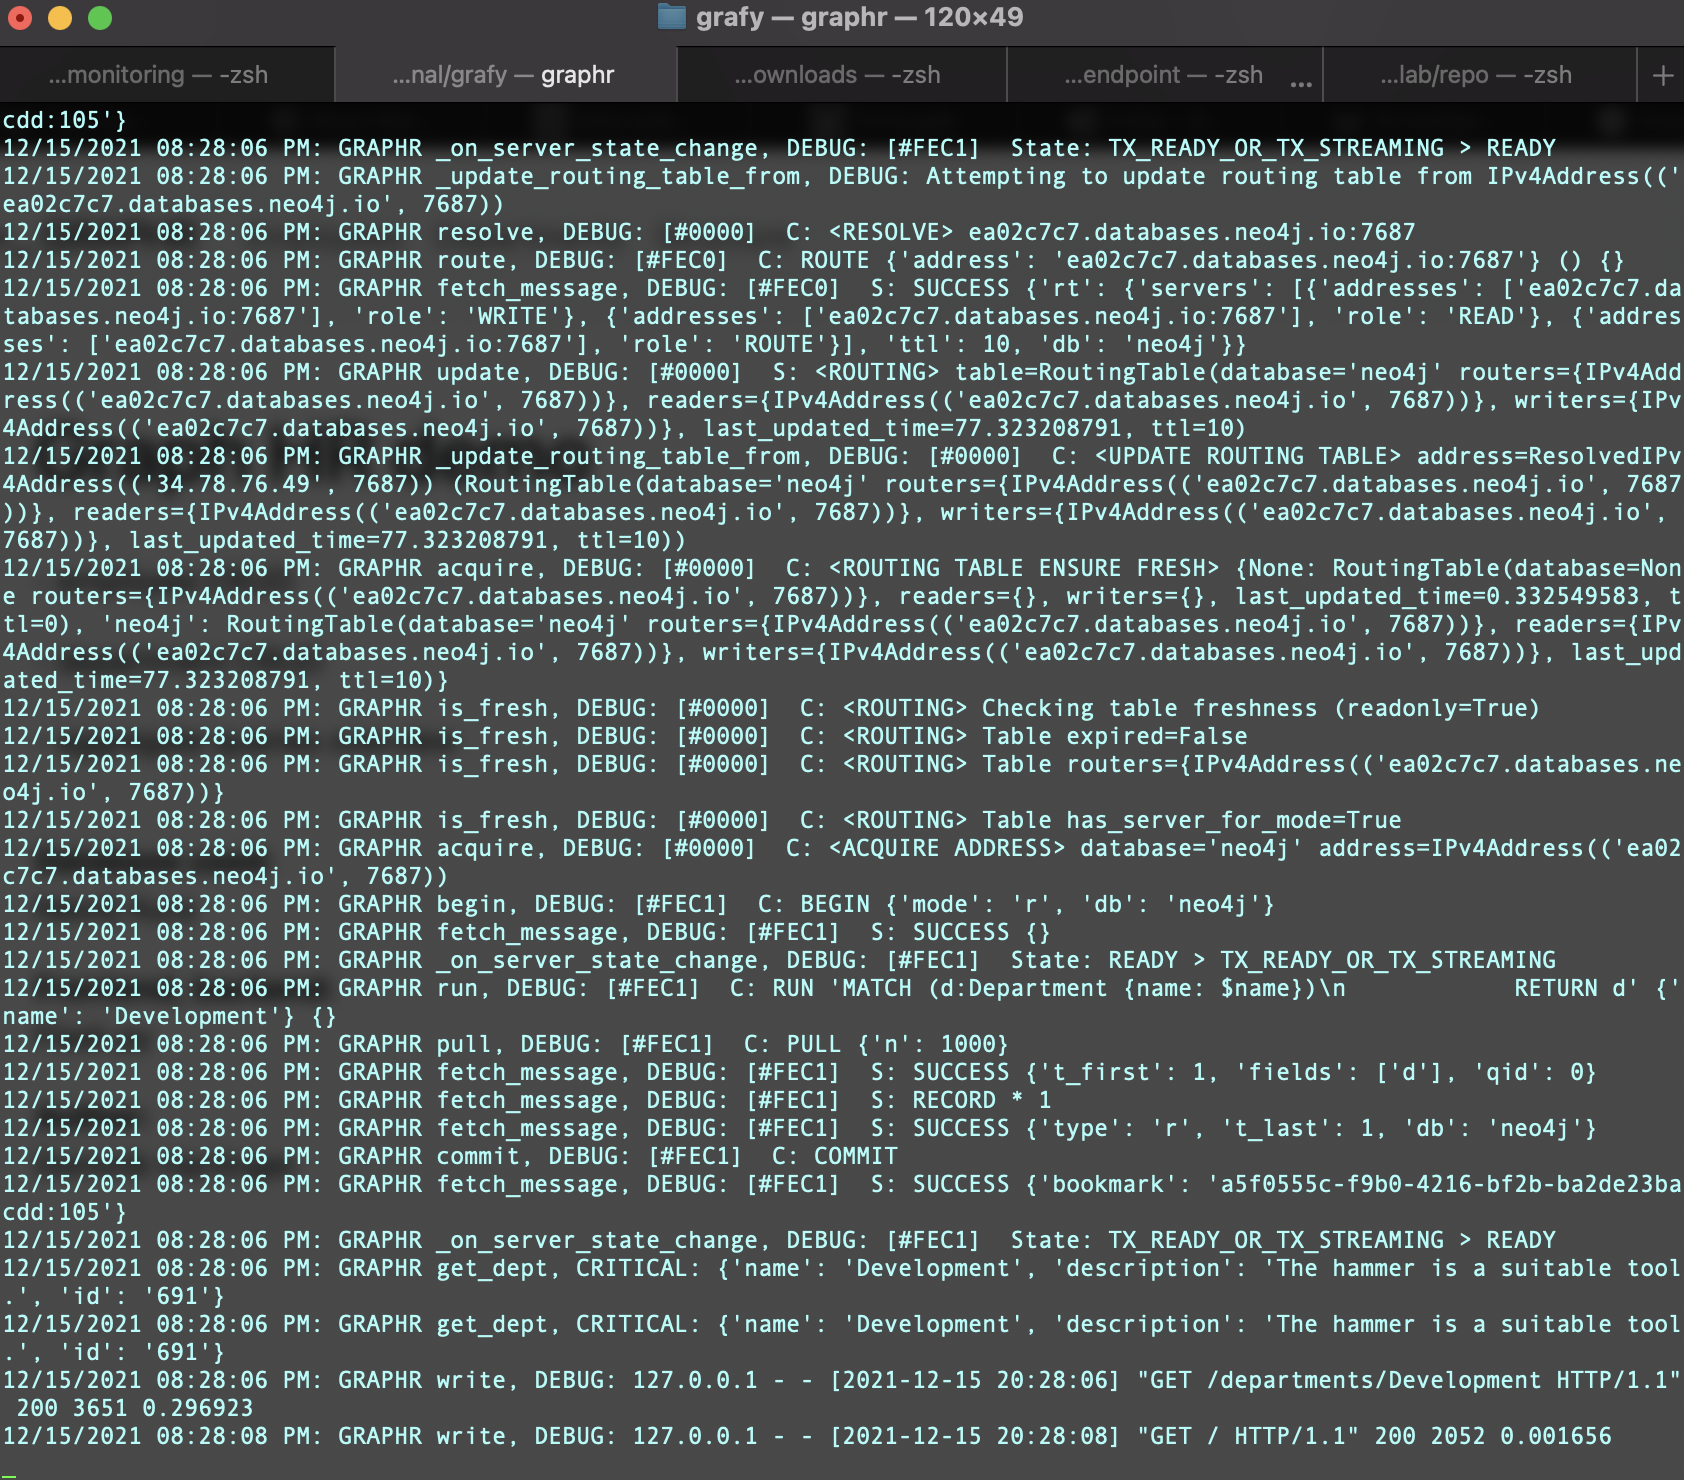 grafy — graphr — 120×49
...monitoring — -zsh
...nal/grafy — graphr
...ownloads — -zsh
...endpoint — -zsh ...
...lab/repo — -zsh
+
cdd:105'}
12/15/2021 08:28:06 PM: GRAPHR _on_server_state_change, DEBUG: [#FEC1]  State: TX_READY_OR_TX_STREAMING > READY
12/15/2021 08:28:06 PM: GRAPHR _update_routing_table_from, DEBUG: Attempting to update routing table from IPv4Address(('
ea02c7c7.databases.neo4j.io', 7687))
12/15/2021 08:28:06 PM: GRAPHR resolve, DEBUG: [#0000]  C: <RESOLVE> ea02c7c7.databases.neo4j.io:7687
12/15/2021 08:28:06 PM: GRAPHR route, DEBUG: [#FEC0]  C: ROUTE {'address': 'ea02c7c7.databases.neo4j.io:7687'} () {}
12/15/2021 08:28:06 PM: GRAPHR fetch_message, DEBUG: [#FEC0]  S: SUCCESS {'rt': {'servers': [{'addresses': ['ea02c7c7.da
tabases.neo4j.io:7687'], 'role': 'WRITE'}, {'addresses': ['ea02c7c7.databases.neo4j.io:7687'], 'role': 'READ'}, {'addres
ses': ['ea02c7c7.databases.neo4j.io:7687'], 'role': 'ROUTE'}], 'ttl': 10, 'db': 'neo4j'}}
12/15/2021 08:28:06 PM: GRAPHR update, DEBUG: [#0000]  S: <ROUTING> table=RoutingTable(database='neo4j' routers={IPv4Add
ress(('ea02c7c7.databases.neo4j.io', 7687))}, readers={IPv4Address(('ea02c7c7.databases.neo4j.io', 7687))}, writers={IPv
4Address(('ea02c7c7.databases.neo4j.io', 7687))}, last_updated_time=77.323208791, ttl=10)
12/15/2021 08:28:06 PM: GRAPHR _update_routing_table_from, DEBUG: [#0000]  C: <UPDATE ROUTING TABLE> address=ResolvedIPv
4Address(('34.78.76.49', 7687)) (RoutingTable(database='neo4j' routers={IPv4Address(('ea02c7c7.databases.neo4j.io', 7687
))}, readers={IPv4Address(('ea02c7c7.databases.neo4j.io', 7687))}, writers={IPv4Address(('ea02c7c7.databases.neo4j.io',
7687))}, last_updated_time=77.323208791, ttl=10))
12/15/2021 08:28:06 PM: GRAPHR acquire, DEBUG: [#0000]  C: <ROUTING TABLE ENSURE FRESH> {None: RoutingTable(database=Non
e routers={IPv4Address(('ea02c7c7.databases.neo4j.io', 7687))}, readers={}, writers={}, last_updated_time=0.332549583, t
tl=0), 'neo4j': RoutingTable(database='neo4j' routers={IPv4Address(('ea02c7c7.databases.neo4j.io', 7687))}, readers={IPv
4Address(('ea02c7c7.databases.neo4j.io', 7687))}, writers={IPv4Address(('ea02c7c7.databases.neo4j.io', 7687))}, last_upd
ated_time=77.323208791, ttl=10)}
12/15/2021 08:28:06 PM: GRAPHR is_fresh, DEBUG: [#0000]  C: <ROUTING> Checking table freshness (readonly=True)
12/15/2021 08:28:06 PM: GRAPHR is_fresh, DEBUG: [#0000]  C: <ROUTING> Table expired=False
12/15/2021 08:28:06 PM: GRAPHR is_fresh, DEBUG: [#0000]  C: <ROUTING> Table routers={IPv4Address(('ea02c7c7.databases.ne
o4j.io', 7687))}
12/15/2021 08:28:06 PM: GRAPHR is_fresh, DEBUG: [#0000]  C: <ROUTING> Table has_server_for_mode=True
12/15/2021 08:28:06 PM: GRAPHR acquire, DEBUG: [#0000]  C: <ACQUIRE ADDRESS> database='neo4j' address=IPv4Address(('ea02
c7c7.databases.neo4j.io', 7687))
12/15/2021 08:28:06 PM: GRAPHR begin, DEBUG: [#FEC1]  C: BEGIN {'mode': 'r', 'db': 'neo4j'}
12/15/2021 08:28:06 PM: GRAPHR fetch_message, DEBUG: [#FEC1]  S: SUCCESS {}
12/15/2021 08:28:06 PM: GRAPHR _on_server_state_change, DEBUG: [#FEC1]  State: READY > TX_READY_OR_TX_STREAMING
12/15/2021 08:28:06 PM: GRAPHR run, DEBUG: [#FEC1]  C: RUN 'MATCH (d:Department {name: $name})\n            RETURN d' {'
name': 'Development'} {}
12/15/2021 08:28:06 PM: GRAPHR pull, DEBUG: [#FEC1]  C: PULL {'n': 1000}
12/15/2021 08:28:06 PM: GRAPHR fetch_message, DEBUG: [#FEC1]  S: SUCCESS {'t_first': 1, 'fields': ['d'], 'qid': 0}
12/15/2021 08:28:06 PM: GRAPHR fetch_message, DEBUG: [#FEC1]  S: RECORD * 1
12/15/2021 08:28:06 PM: GRAPHR fetch_message, DEBUG: [#FEC1]  S: SUCCESS {'type': 'r', 't_last': 1, 'db': 'neo4j'}
12/15/2021 08:28:06 PM: GRAPHR commit, DEBUG: [#FEC1]  C: COMMIT
12/15/2021 08:28:06 PM: GRAPHR fetch_message, DEBUG: [#FEC1]  S: SUCCESS {'bookmark': 'a5f0555c-f9b0-4216-bf2b-ba2de23ba
cdd:105'}
12/15/2021 08:28:06 PM: GRAPHR _on_server_state_change, DEBUG: [#FEC1]  State: TX_READY_OR_TX_STREAMING > READY
12/15/2021 08:28:06 PM: GRAPHR get_dept, CRITICAL: {'name': 'Development', 'description': 'The hammer is a suitable tool
.', 'id': '691'}
12/15/2021 08:28:06 PM: GRAPHR get_dept, CRITICAL: {'name': 'Development', 'description': 'The hammer is a suitable tool
.', 'id': '691'}
12/15/2021 08:28:06 PM: GRAPHR write, DEBUG: 127.0.0.1 - - [2021-12-15 20:28:06] "GET /departments/Development HTTP/1.1"
 200 3651 0.296923
12/15/2021 08:28:08 PM: GRAPHR write, DEBUG: 127.0.0.1 - - [2021-12-15 20:28:08] "GET / HTTP/1.1" 200 2052 0.001656